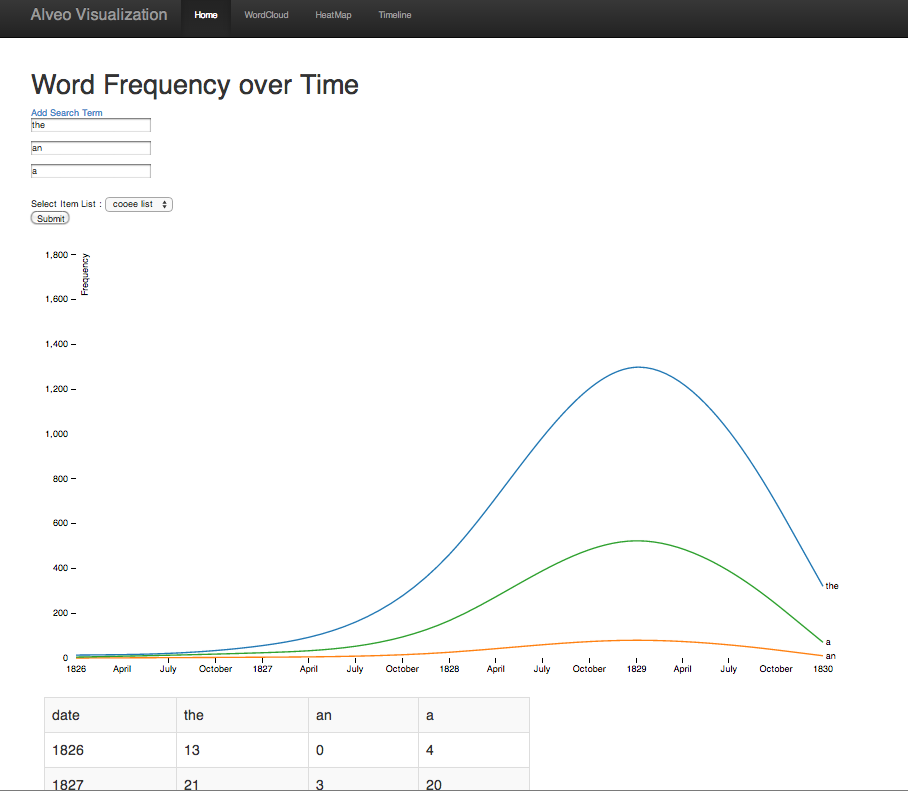 Alveo Visualization Home WordCloud HeatMap Timeline
Word Frequency over Time
Add Search Term
the
an
a
Select Item List : cooee list
Submit
Frequency
1,800
1,600
1,400
1,200
1,000
800
600
400
200
0
the
a
an
1826 April July October 1827 April July October 1828 April July October 1829 April July October 1830
date the an a
1826 13 0 4
1827 21 3 20